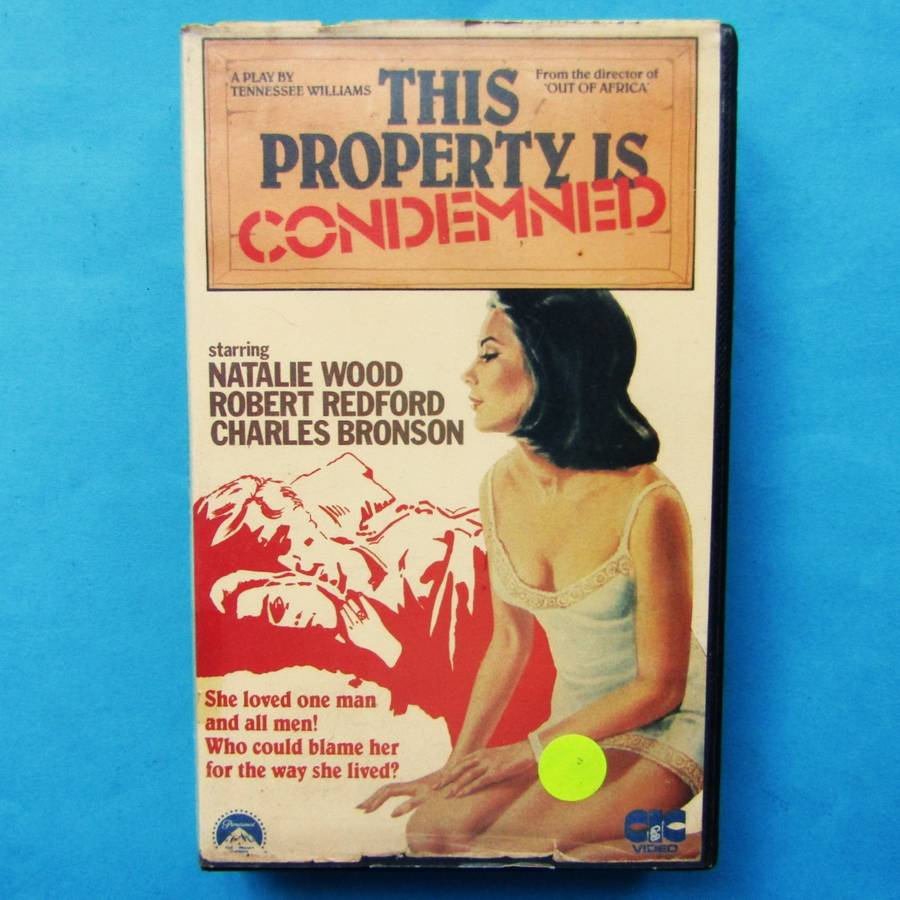 A PLAY BY
TENNESSEE WILLIAMS
From the director of
'OUT OF AFRICA'
THIS
PROPERTY IS
CONDEMNED
starring
NATALIE WOOD
ROBERT REDFORD
CHARLES BRONSON
She loved one man
and all men!
Who could blame her
for the way she lived?
Paramount
CIC
VIDEO